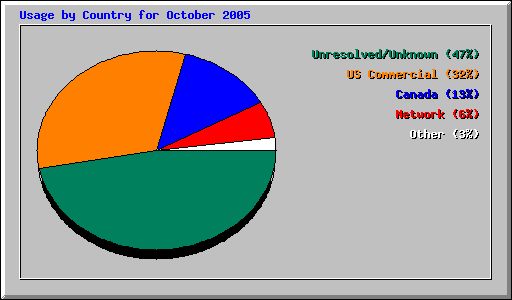 Usage by Country for October 2005
Unresolved/Unknown (47%)
US Commercial (32%)
Canada (13%)
Network (6%)
Other (3%)